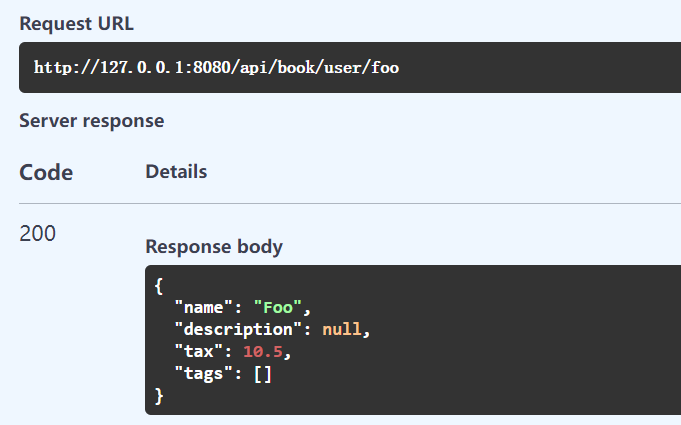 Request URL
http://127.0.0.1:8080/api/book/user/foo
Server response
Code Details
200
Response body
{
  "name": "Foo",
  "description": null,
  "tax": 10.5,
  "tags": []
}